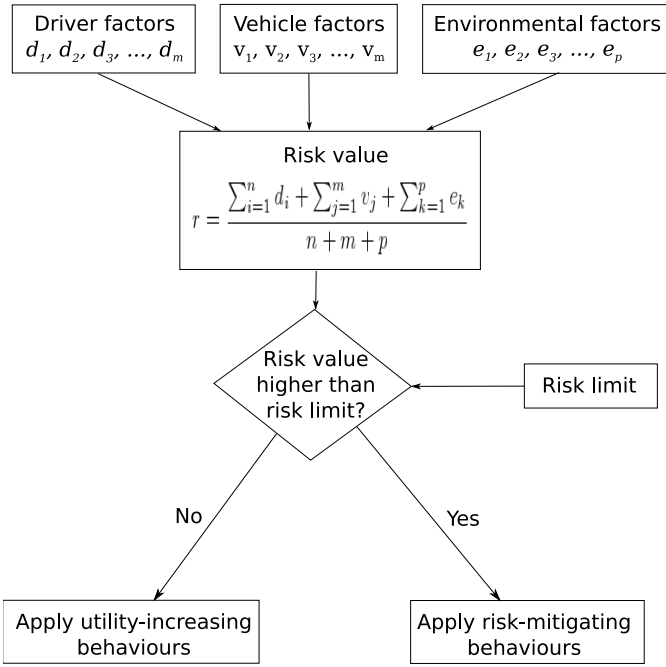 Driver factors
d₁, d₂, d₃, ..., dₘ
Vehicle factors
v₁, v₂, v₃, ..., vₘ
Environmental factors
e₁, e₂, e₃, ..., eₚ
Risk value
r = (∑ⁿᵢ₌₁ dᵢ + ∑ᵐⱼ₌₁ vⱼ + ∑ᵖₖ₌₁ eₖ) / (n + m + p)
Risk value
higher than
risk limit?
Risk limit
No
Yes
Apply utility-increasing
behaviours
Apply risk-mitigating
behaviours